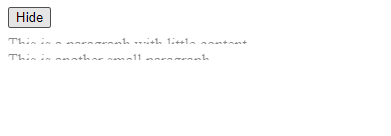 Hide
This is a paragraph with little content
This is another small paragraph